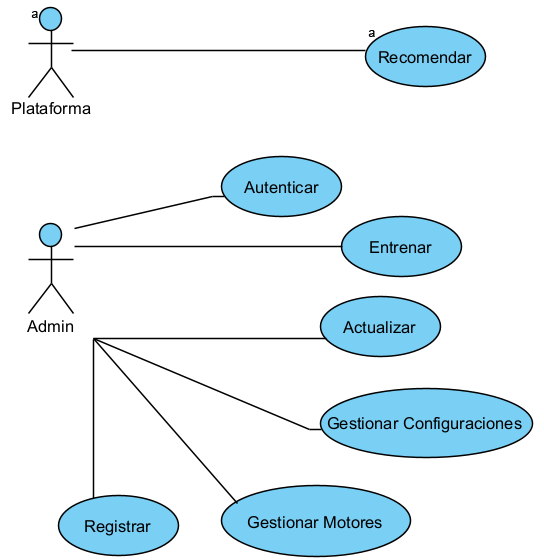 a
a
Recomendar
Plataforma
Autenticar
Entrenar
Admin
Actualizar
Gestionar Configuraciones
Registrar
Gestionar Motores